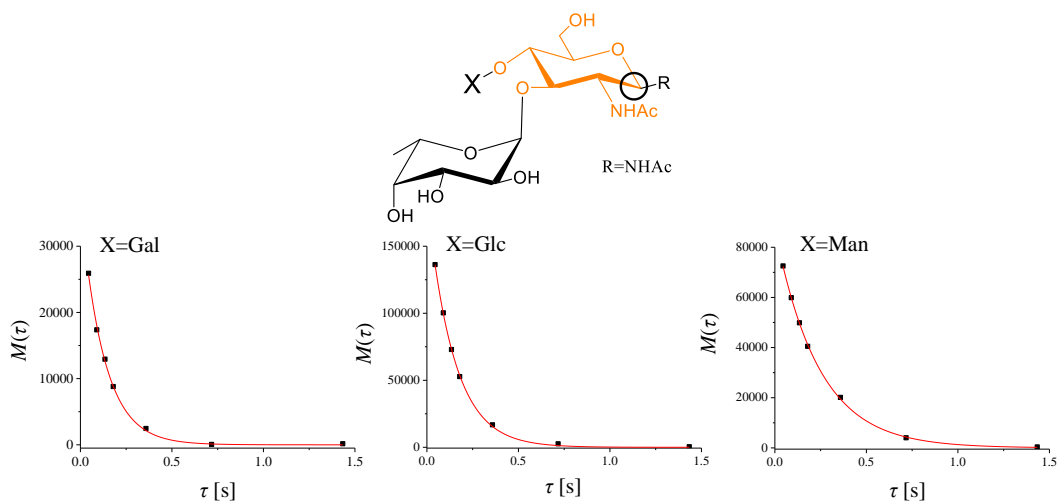 OH
O
O
X
R
O
NHAc
O
R=NHAc
OH
HO
OH
X=Gal
X=Glc
X=Man
30000
20000
10000
0
M(τ)
0.0 0.5 1.0 1.5
τ [s]
150000
100000
50000
0
M(τ)
0.0 0.5 1.0 1.5
τ [s]
80000
60000
40000
20000
0
M(τ)
0.0 0.5 1.0 1.5
τ [s]